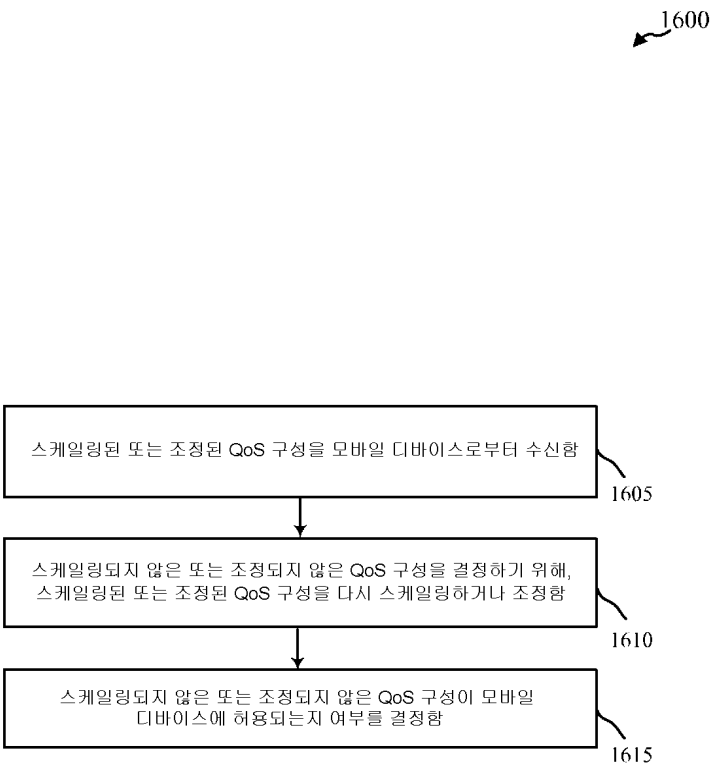 1600
스케일링된 또는 조정된 QoS 구성을 모바일 디바이스로부터 수신함
1605
스케일링되지 않은 또는 조정되지 않은 QoS 구성을 결정하기 위해,
스케일링된 또는 조정된 QoS 구성을 다시 스케일링하거나 조정함
1610
스케일링되지 않은 또는 조정되지 않은 QoS 구성이 모바일
디바이스에 허용되는지 여부를 결정함
1615